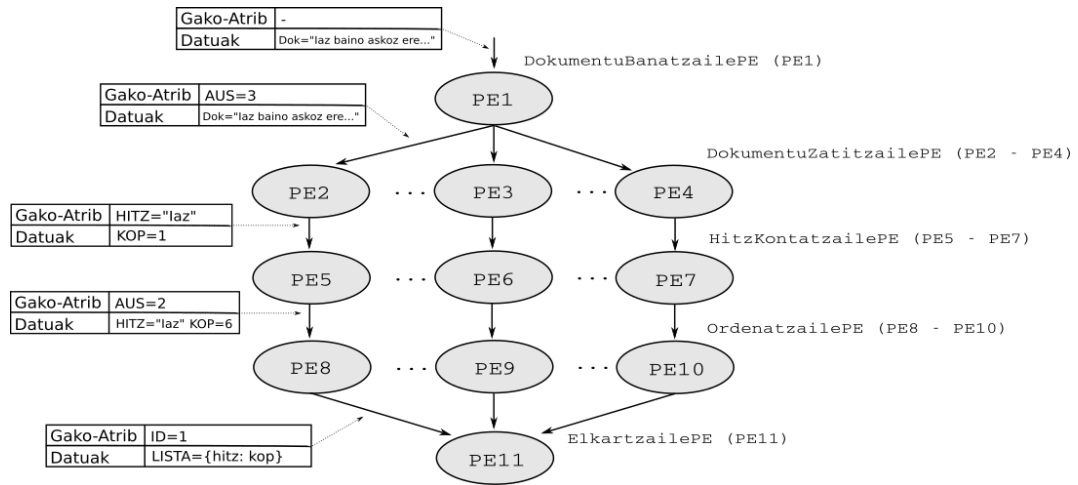 Gako-Atrib -
Datuak Dok="Iaz baino askoz ere..."
DokumentuBanatzailePE (PE1)
PE1
Gako-Atrib AUS=3
Datuak Dok="Iaz baino askoz ere..."
DokumentuZatitzailePE (PE2 - PE4)
PE2 ... PE3 ... PE4
Gako-Atrib HITZ="Iaz"
Datuak KOP=1
HitzKontatzailePE (PE5 - PE7)
PE5 ... PE6 ... PE7
Gako-Atrib AUS=2
Datuak HITZ="Iaz" KOP=6
OrdenatzailePE (PE8 - PE10)
PE8 ... PE9 ... PE10
Gako-Atrib ID=1
Datuak LISTA={hitz: kop}
ElkartzailePE (PE11)
PE11